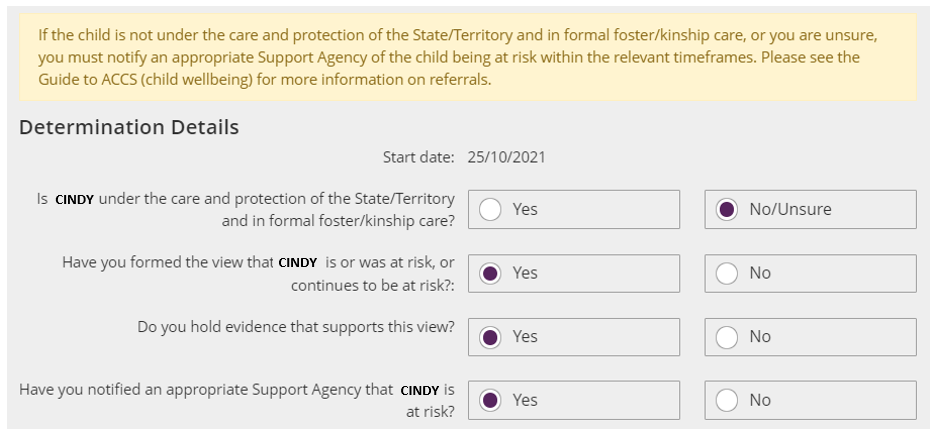 If the child is not under the care and protection of the State/Territory and in formal foster/kinship care, or you are unsure,
you must notify an appropriate Support Agency of the child being at risk within the relevant timeframes. Please see the
Guide to ACCS (child wellbeing) for more information on referrals.
Determination Details
Start date: 25/10/2021
Is CINDY under the care and protection of the State/Territory
and in formal foster/kinship care?
Yes
No/Unsure
Have you formed the view that CINDY is or was at risk, or
continues to be at risk?:
Yes
No
Do you hold evidence that supports this view?
Yes
No
Have you notified an appropriate Support Agency that CINDY is
at risk?
Yes
No